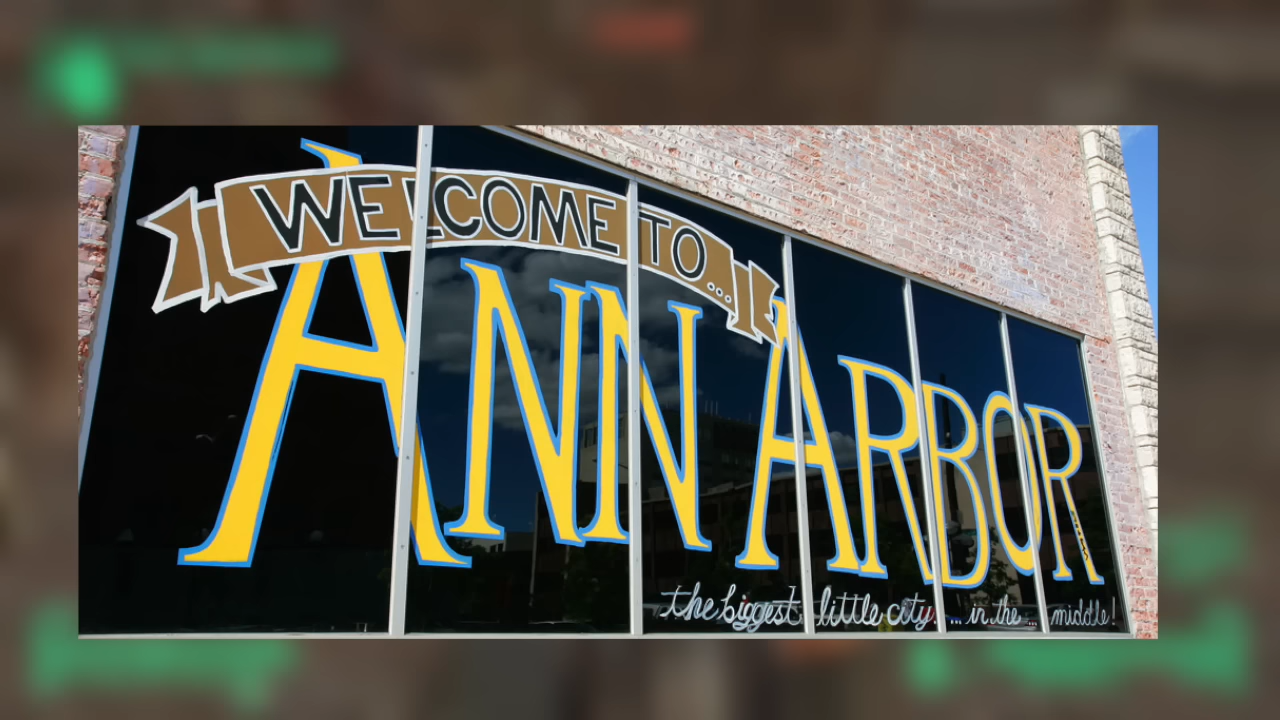 WELCOME TO...
ANN ARBOR
the biggest little city... in the middle!